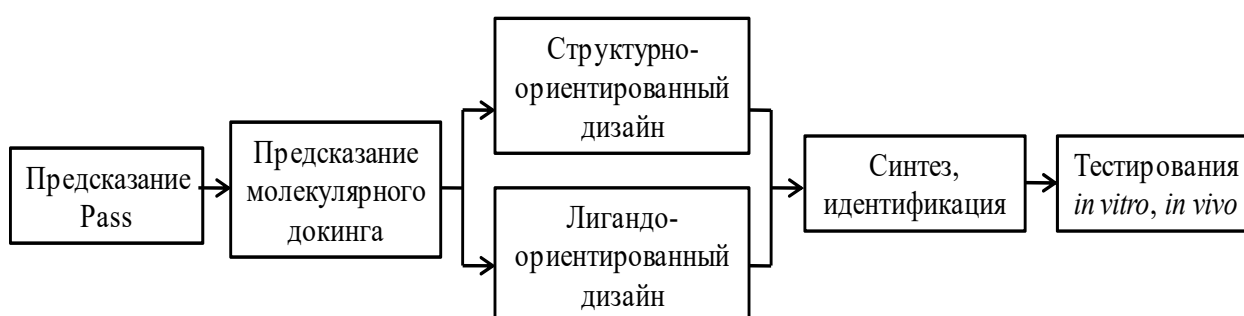 Предсказание
Pass
Предсказание
молекулярного
докинга
Структурно-
ориентированный
дизайн
Лигандо-
ориентированный
дизайн
Синтез,
идентификация
Тестирования
in vitro, in vivo